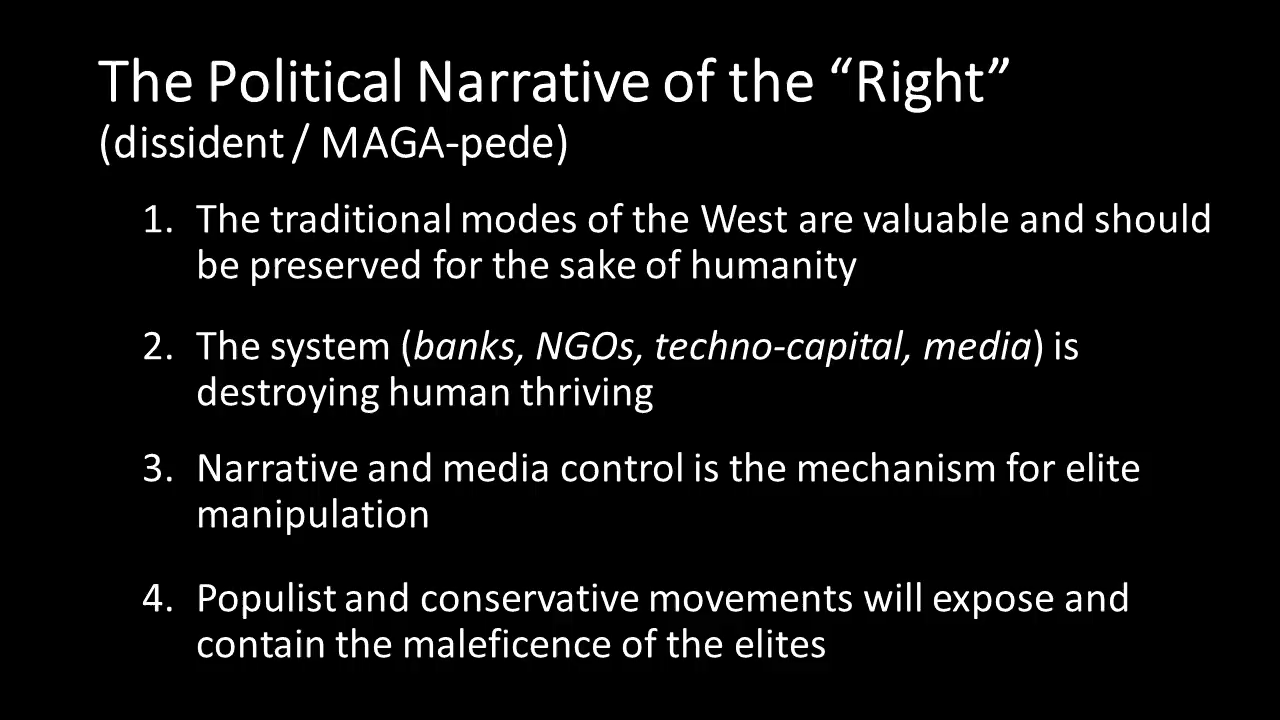 The Political Narrative of the “Right”
(dissident / MAGA-pede)
1. The traditional modes of the West are valuable and should
be preserved for the sake of humanity
2. The system (banks, NGOs, techno-capital, media) is
destroying human thriving
3. Narrative and media control is the mechanism for elite
manipulation
4. Populist and conservative movements will expose and
contain the maleficence of the elites